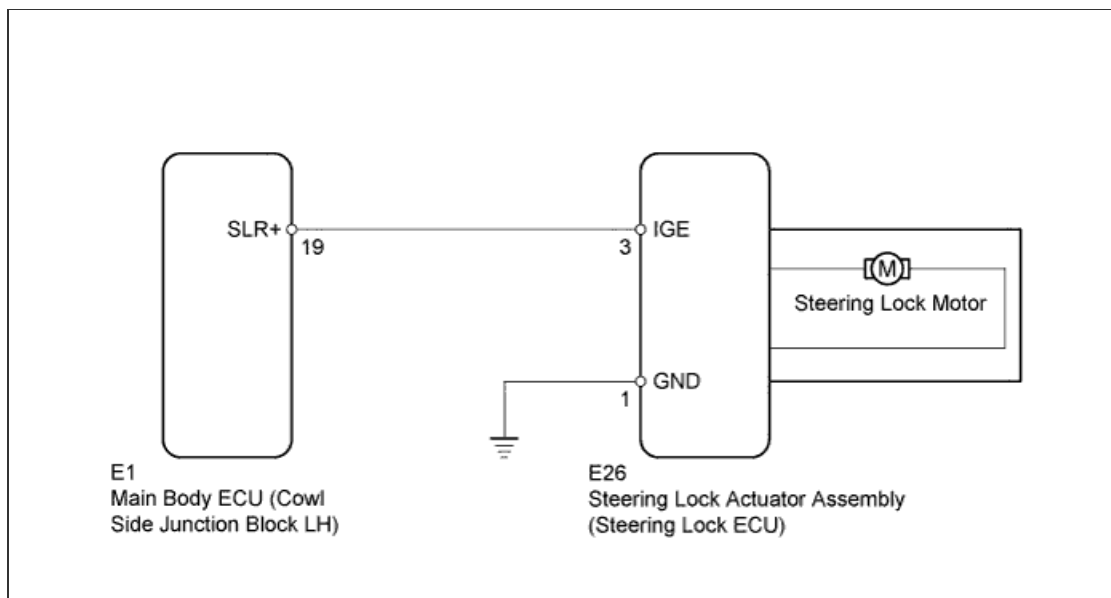 SLR+
19
3
IGE
M
Steering Lock Motor
1
GND
E1
Main Body ECU (Cowl
Side Junction Block LH)
E26
Steering Lock Actuator Assembly
(Steering Lock ECU)